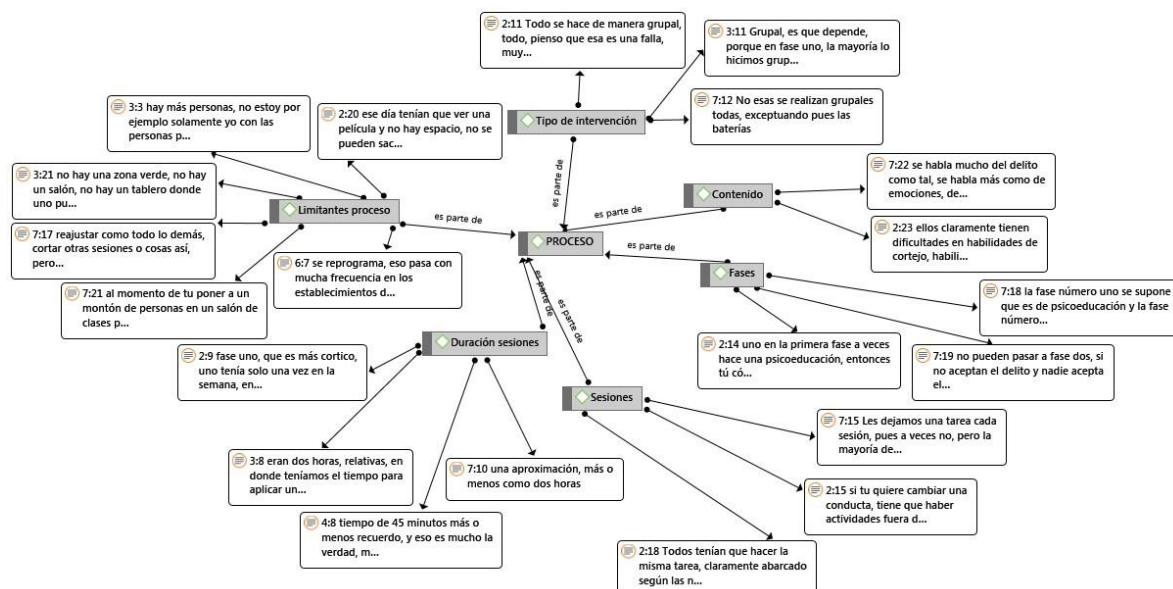 2:11 Todo se hace de manera grupal,
todo, pienso que esa es una falla,
muy...
3:11 Grupal, es que depende,
porque en fase uno, la mayoría lo
hicimos grup...
7:12 No esas se realizan grupales
todas, exceptuando pues las
baterías
Tipo de intervención
es parte de
3:3 hay más personas, no estoy por
ejemplo solamente yo con las
personas p...
2:20 ese día tenían que ver una
película y no hay espacio, no se
pueden sac...
3:21 no hay una zona verde, no hay
un salón, no hay un tablero donde
uno pu...
Limitantes proceso
es parte de
7:17 reajustar como todo lo demás,
cortar otras sesiones o cosas así,
pero...
6:7 se reprograma, eso pasa con
mucha frecuencia en los
establecimientos d...
7:21 al momento de tu poner a un
montón de personas en un salón de
clases p...
PROCESO
Contenido
es parte de
7:22 se habla mucho del delito
como tal, se habla más como de
emociones, de...
2:23 ellos claramente tienen
dificultades en habilidades de
cortejo, habili...
Fases
es parte de
7:18 la fase número uno se supone
que es de psicoeducación y la fase
número...
2:14 uno en la primera fase a veces
hace una psicoeducación, entonces
tú có...
7:19 no pueden pasar a fase dos, si
no aceptan el delito y nadie acepta
el...
Duración sesiones
es parte de
2:9 fase uno, que es más cortico,
uno tenía solo una vez en la
semana, en...
3:8 eran dos horas, relativas, en
donde teníamos el tiempo para
aplicar un...
7:10 una aproximación, más o
menos como dos horas
4:8 tiempo de 45 minutos más o
menos recuerdo, y eso es mucho la
verdad, m...
Sesiones
es parte de
7:15 Les dejamos una tarea cada
sesión, pues a veces no, pero la
mayoría de...
2:15 si tu quiere cambiar una
conducta, tiene que haber
actividades fuera d...
2:18 Todos tenían que hacer la
misma tarea, claramente abarcado
según las n...